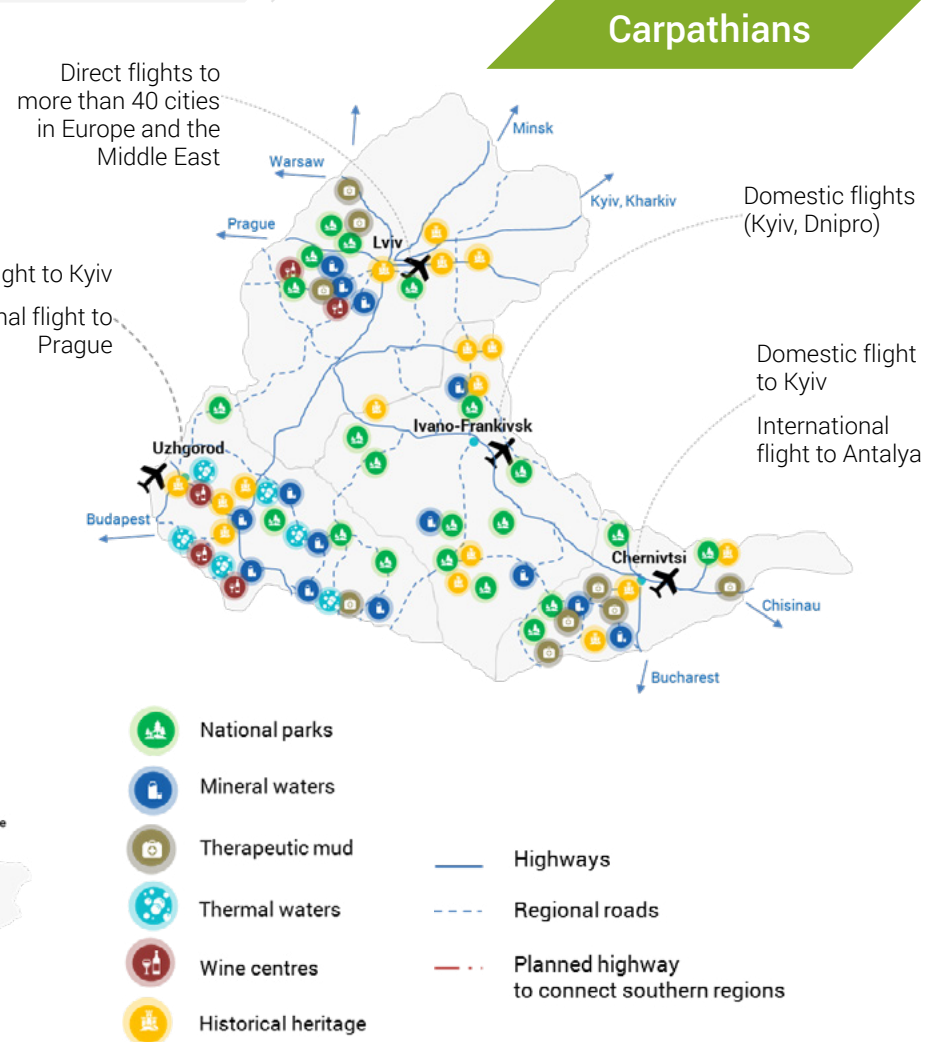 Carpathians
Direct flights to
more than 40 cities
in Europe and the
Middle East
Minsk
Warsaw
Kyiv, Kharkiv
Domestic flights
(Kyiv, Dnipro)
Prague
Lviv
flight to Kyiv
flight to
Prague
Domestic flight
to Kyiv
International
flight to Antalya
Ivano-Frankivsk
Uzhgorod
Budapest
Chernivtsi
Chisinau
Bucharest
National parks
Mineral waters
Therapeutic mud
Thermal waters
Wine centres
Historical heritage
Highways
Regional roads
Planned highway
to connect southern regions